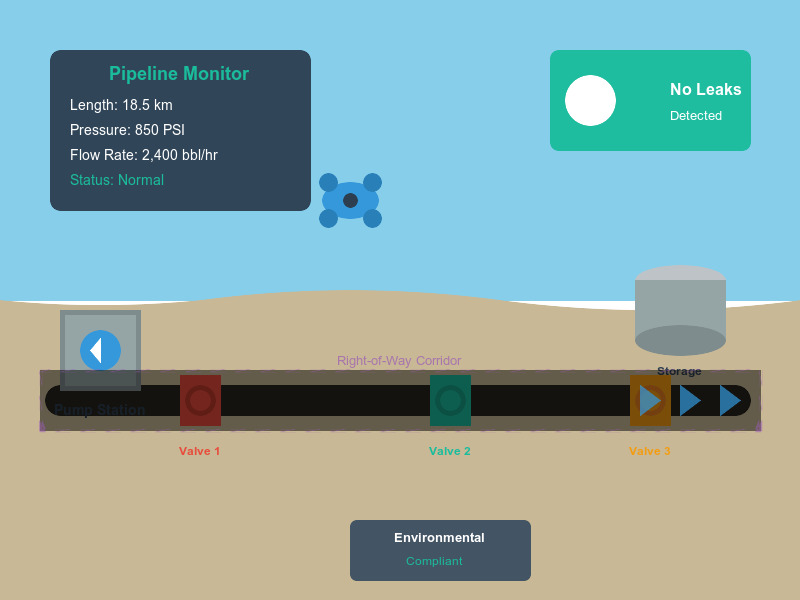 Pipeline Monitor
Length: 18.5 km
Pressure: 850 PSI
Flow Rate: 2,400 bbl/hr
Status: Normal
No Leaks
Detected
Right-of-Way Corridor
Storage
Pump Station
Valve 1
Valve 2
Valve 3
Environmental
Compliant